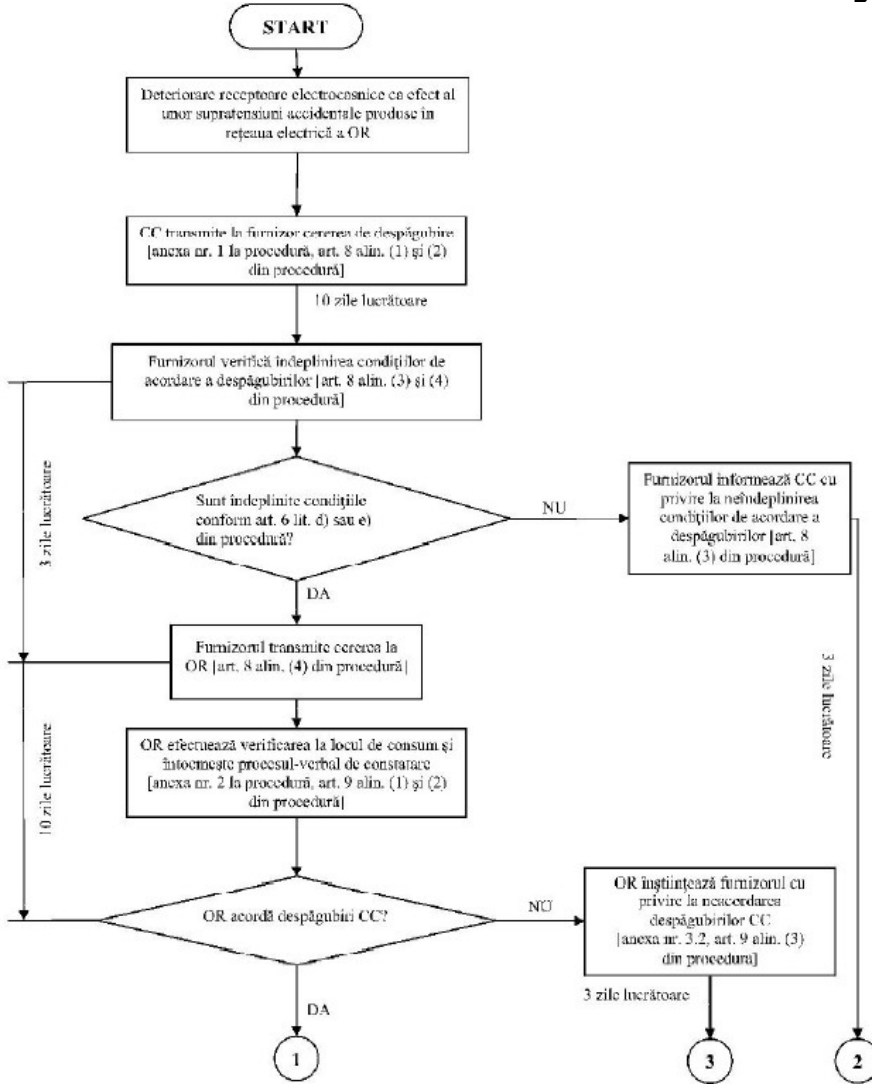 START
Deteriorare receptoare electrocasnice ca efect al
unor supratensiuni accidentale produse în
rețeaua electrică a OR
CC transmite la furnizor cererea de despăgubire
[anexa nr. 1 la procedură, art. 8 alin. (1) și (2)
din procedură]
10 zile lucrătoare
Furnizorul verifică îndeplinirea condițiilor de
acordare a despăgubirilor [art. 8 alin. (3) și (4)
din procedură]
3 zile lucrătoare
Sunt îndeplinite condițiile
conform art. 6 lit. d) sau e)
din procedură?
NU
Furnizorul informează CC cu
privire la neîndeplinirea
condițiilor de acordare a
despăgubirilor [art. 8
alin. (3) din procedură]
DA
Furnizorul transmite cererea la
OR [art. 8 alin. (4) din procedură]
3 zile lucrătoare
10 zile lucrătoare
OR efectuează verificarea la locul de consum și
întocmește procesul-verbal de constatare
[anexa nr. 2 la procedură, art. 9 alin. (1) și (2)
din procedură]
OR acordă despăgubiri CC?
NU
OR înștiințează furnizorul cu
privire la neacordarea
despăgubirilor CC
[anexa nr. 3.2, art. 9 alin. (3)
din procedura]
3 zile lucrătoare
DA
1
3
2